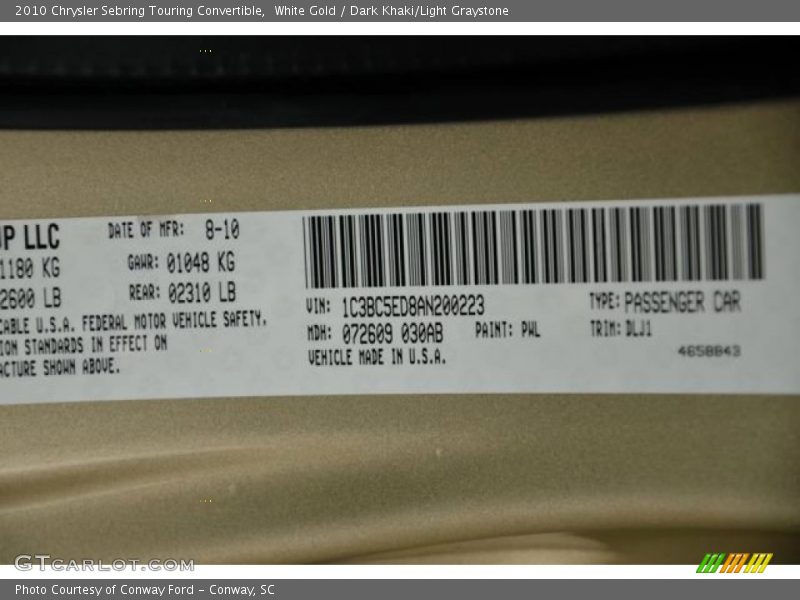 2010 Chrysler Sebring Touring Convertible, White Gold / Dark Khaki/Light Graystone
UP LLC DATE OF MFR: 8-10
1180 KG GAWR: 01048 KG
2600 LB REAR: 02310 LB
CABLE U.S.A. FEDERAL MOTOR VEHICLE SAFETY,
ION STANDARDS IN EFFECT ON
ACTURE SHOWN ABOVE.
VIN: 1C3BC5ED8AN200223 TYPE: PASSENGER CAR
MDH: 072609 030AB PAINT: PWL TRIM: DLJ1
VEHICLE MADE IN U.S.A. 4658843
GTCARLOT.COM
Photo Courtesy of Conway Ford - Conway, SC